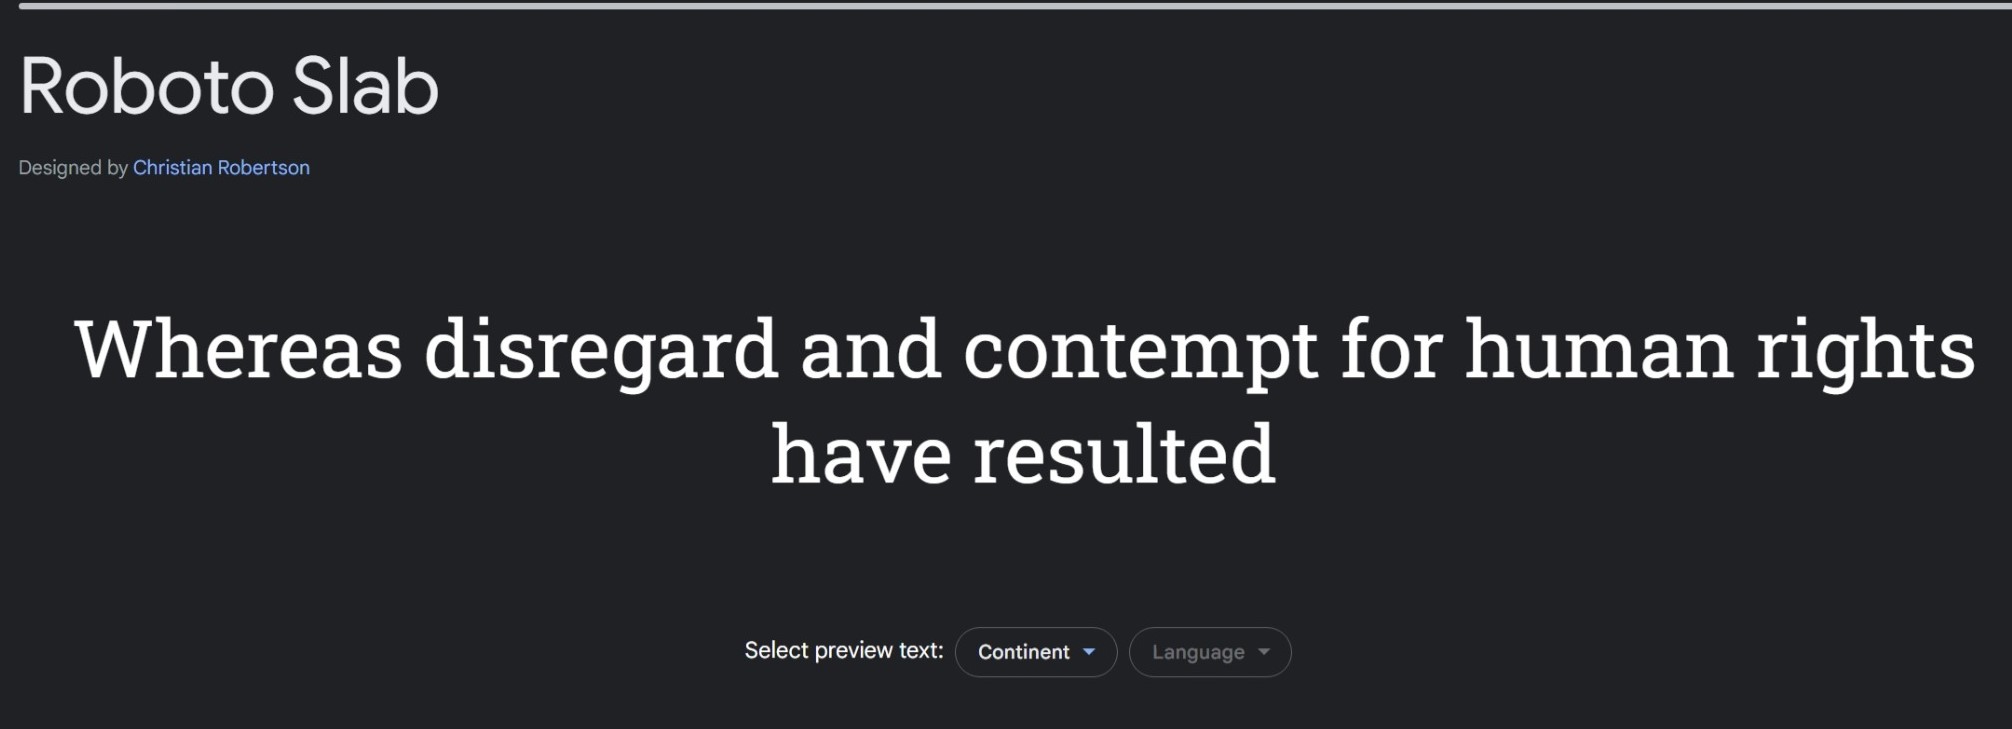 Roboto Slab
Designed by Christian Robertson
Whereas disregard and contempt for human rights
have resulted
Select preview text: Continent Language